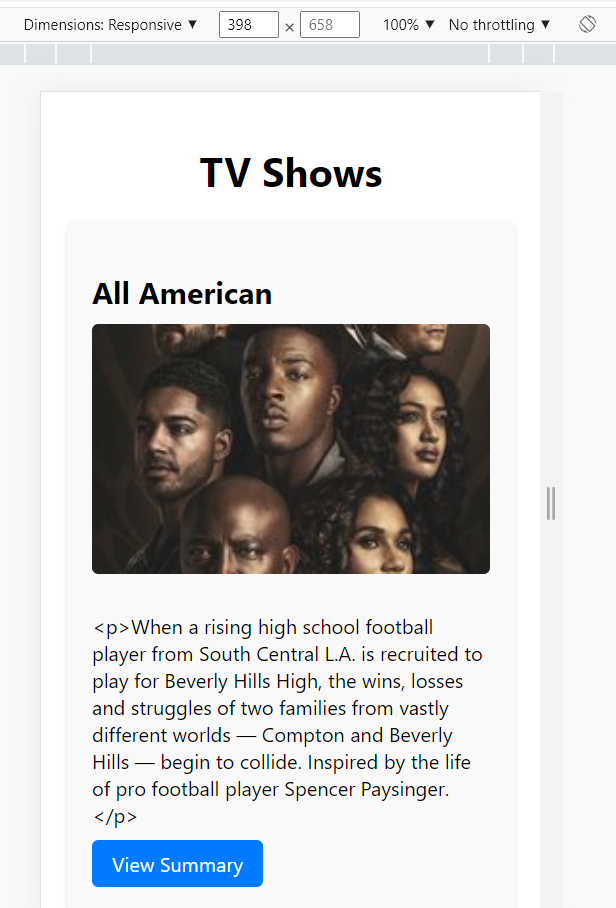 Dimensions: Responsive ▼ 398 × 658 100% ▼ No throttling ▼
TV Shows
All American
<p>When a rising high school football
player from South Central L.A. is recruited to
play for Beverly Hills High, the wins, losses
and struggles of two families from vastly
different worlds — Compton and Beverly
Hills — begin to collide. Inspired by the life
of pro football player Spencer Paysinger.
</p>
View Summary